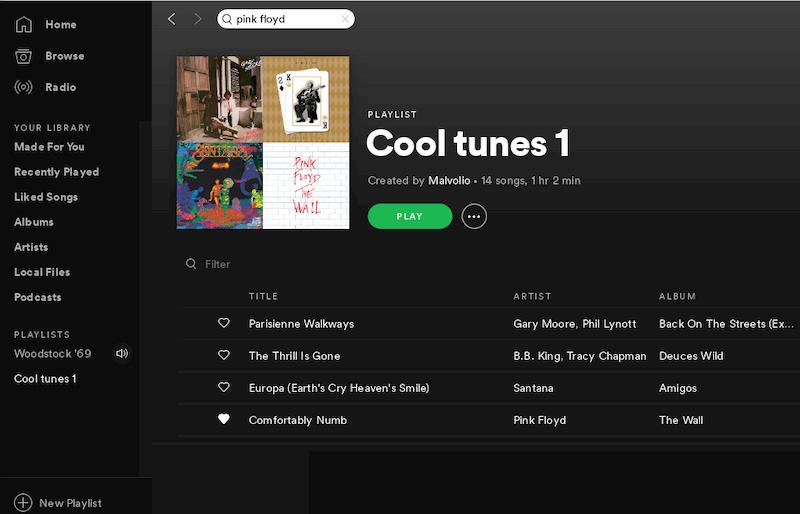 Home
Browse
Radio
YOUR LIBRARY
Made For You
Recently Played
Liked Songs
Albums
Artists
Local Files
Podcasts
PLAYLISTS
Woodstock '69
Cool tunes 1
New Playlist
pink floyd
PINK
FLOYD
THE
WALL
PLAYLIST
Cool tunes 1
Created by Malvolio • 14 songs, 1 hr 2 min
PLAY
Filter
TITLE ARTIST ALBUM
Parisienne Walkways Gary Moore, Phil Lynott Back On The Streets (Ex...
The Thrill Is Gone B.B. King, Tracy Chapman Deuces Wild
Europa (Earth's Cry Heaven's Smile) Santana Amigos
Comfortably Numb Pink Floyd The Wall